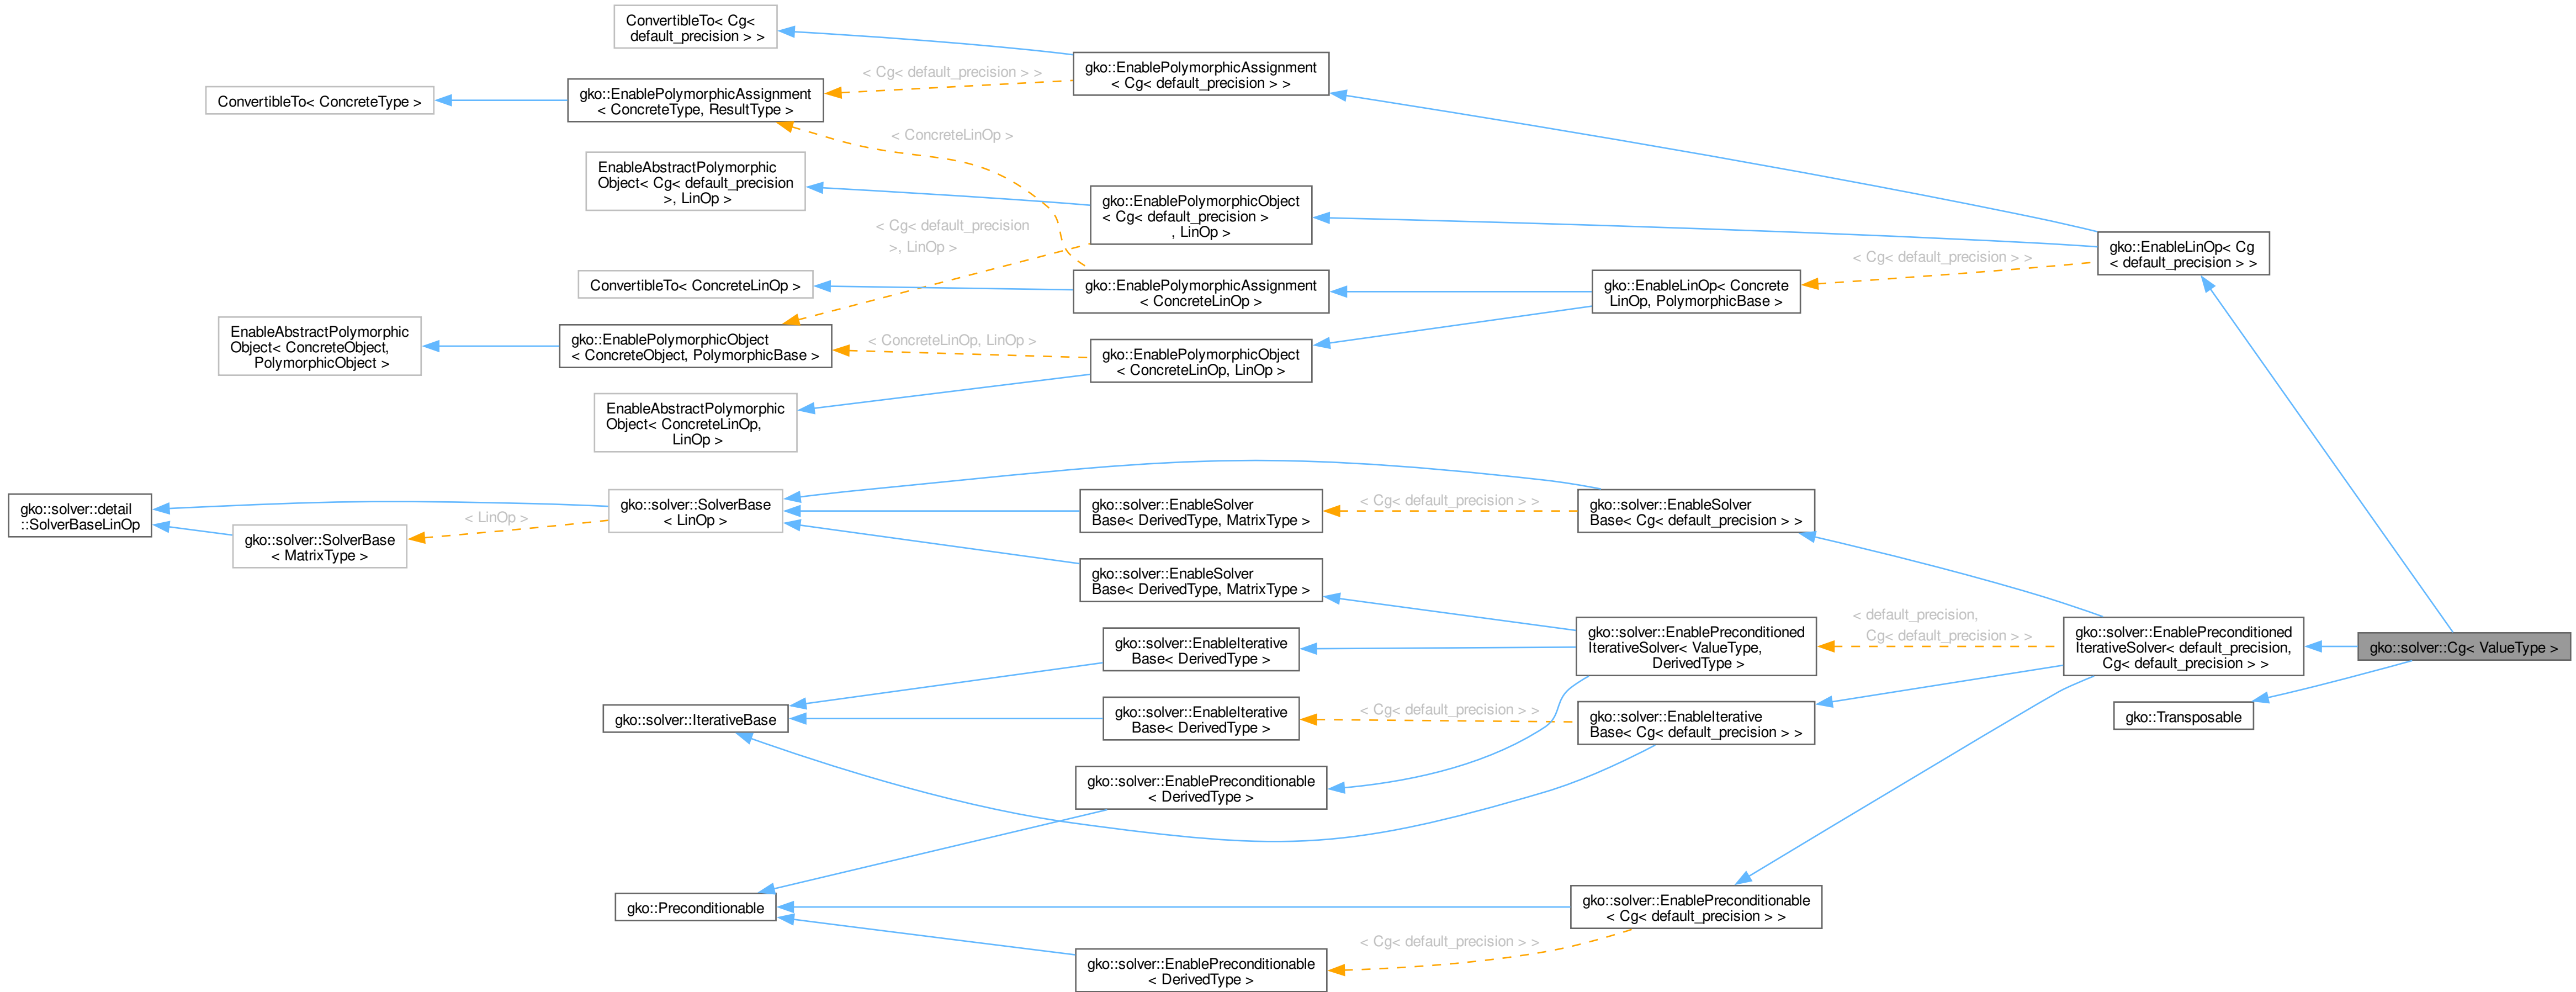 ConvertibleTo< Cg<
default_precision > >
gko::EnablePolymorphicAssignment
< Cg< default_precision > >
< Cg< default_precision > >
ConvertibleTo< ConcreteType >
gko::EnablePolymorphicAssignment
< ConcreteType, ResultType >
< ConcreteLinOp >
EnableAbstractPolymorphic
Object< Cg< default_precision
>, LinOp >
gko::EnablePolymorphicObject
< Cg< default_precision >
, LinOp >
< Cg< default_precision
>, LinOp >
gko::EnableLinOp< Cg
< default_precision > >
< Cg< default_precision > >
ConvertibleTo< ConcreteLinOp >
gko::EnablePolymorphicAssignment
< ConcreteLinOp >
gko::EnableLinOp< Concrete
LinOp, PolymorphicBase >
EnableAbstractPolymorphic
Object< ConcreteObject,
PolymorphicObject >
gko::EnablePolymorphicObject
< ConcreteObject, PolymorphicBase >
< ConcreteLinOp, LinOp >
gko::EnablePolymorphicObject
< ConcreteLinOp, LinOp >
EnableAbstractPolymorphic
Object< ConcreteLinOp,
LinOp >
gko::solver::detail
::SolverBaseLinOp
gko::solver::SolverBase
< MatrixType >
< LinOp >
gko::solver::SolverBase
< LinOp >
gko::solver::EnableSolver
Base< DerivedType, MatrixType >
< Cg< default_precision > >
gko::solver::EnableSolver
Base< Cg< default_precision > >
gko::solver::EnableSolver
Base< DerivedType, MatrixType >
gko::solver::EnableIterative
Base< DerivedType >
gko::solver::EnablePreconditioned
IterativeSolver< ValueType,
DerivedType >
< default_precision,
Cg< default_precision > >
gko::solver::EnablePreconditioned
IterativeSolver< default_precision,
Cg< default_precision > >
gko::solver::Cg< ValueType >
gko::solver::IterativeBase
gko::solver::EnableIterative
Base< DerivedType >
< Cg< default_precision > >
gko::solver::EnableIterative
Base< Cg< default_precision > >
gko::Transposable
gko::solver::EnablePreconditionable
< DerivedType >
gko::Preconditionable
gko::solver::EnablePreconditionable
< Cg< default_precision > >
< Cg< default_precision > >
gko::solver::EnablePreconditionable
< DerivedType >